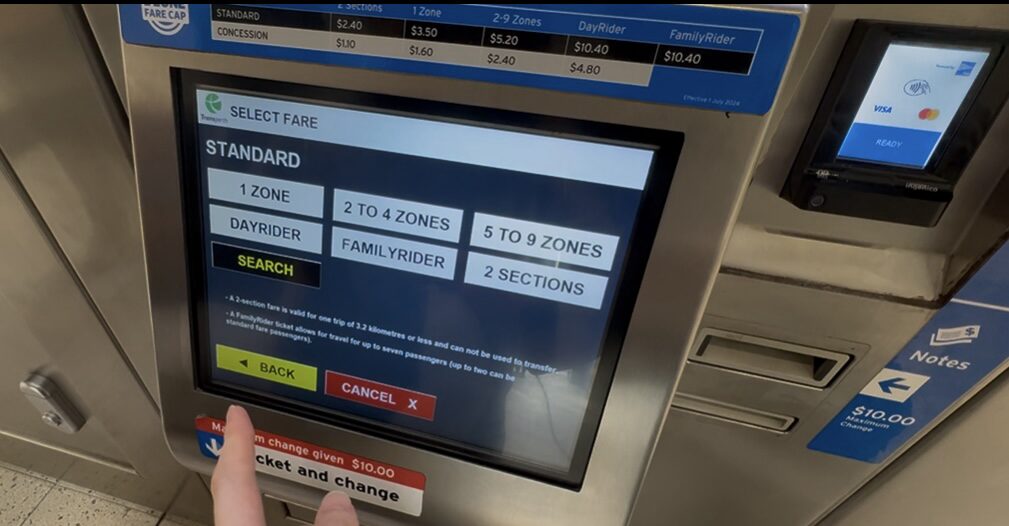 FARE CAP
2 Sections 1 Zone 2-9 Zones DayRider FamilyRider
STANDARD $2.40 $3.50 $5.20 $10.40 $10.40
CONCESSION $1.10 $1.60 $2.40 $4.80
Effective 1 July 2024
Transperth
SELECT FARE
STANDARD
1 ZONE
2 TO 4 ZONES
5 TO 9 ZONES
DAYRIDER
FAMILYRIDER
2 SECTIONS
SEARCH
- A 2-section fare is valid for one trip of 3.2 kilometres or less and can not be used to transfer.
- A FamilyRider ticket allows for travel for up to seven passengers (up to two can be
standard fare passengers).
◄ BACK
CANCEL X
change given $10.00
and change
VISA
READY
ingenico
Notes
$10.00
Maximum
Change